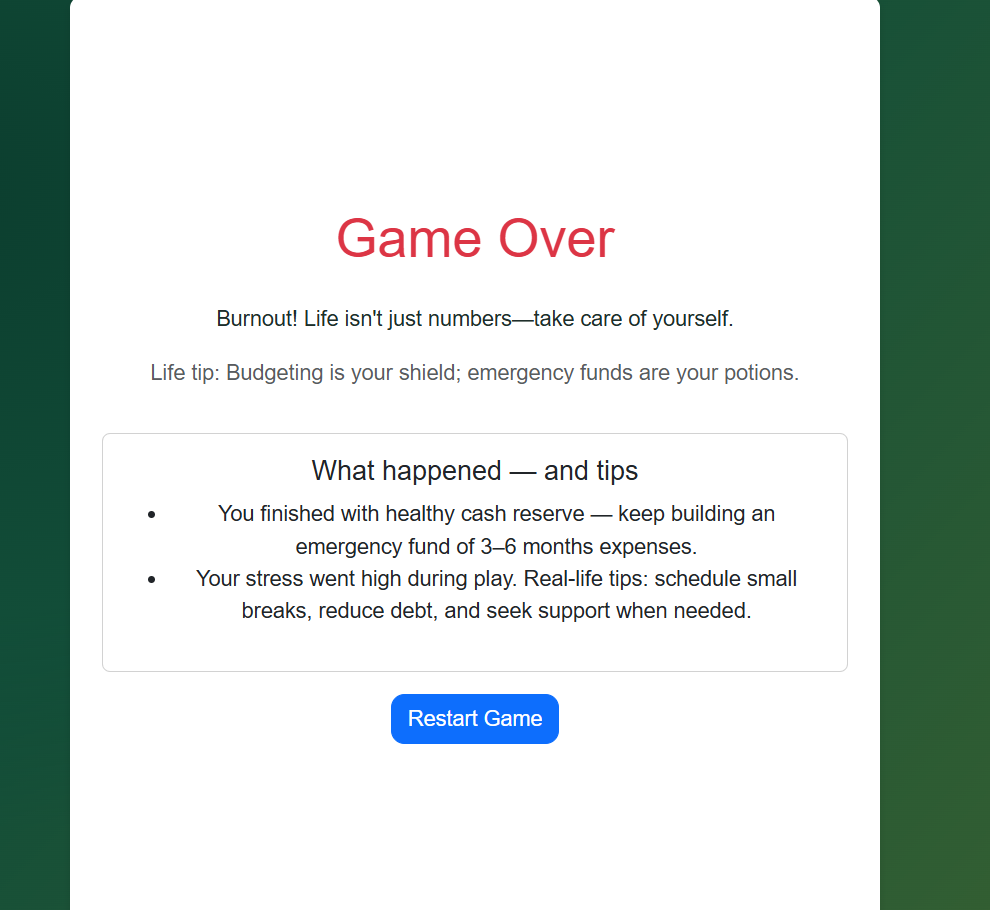 Game Over
Burnout! Life isn't just numbers—take care of yourself.
Life tip: Budgeting is your shield; emergency funds are your potions.
What happened — and tips
• You finished with healthy cash reserve — keep building an
emergency fund of 3–6 months expenses.
• Your stress went high during play. Real-life tips: schedule small
breaks, reduce debt, and seek support when needed.
Restart Game